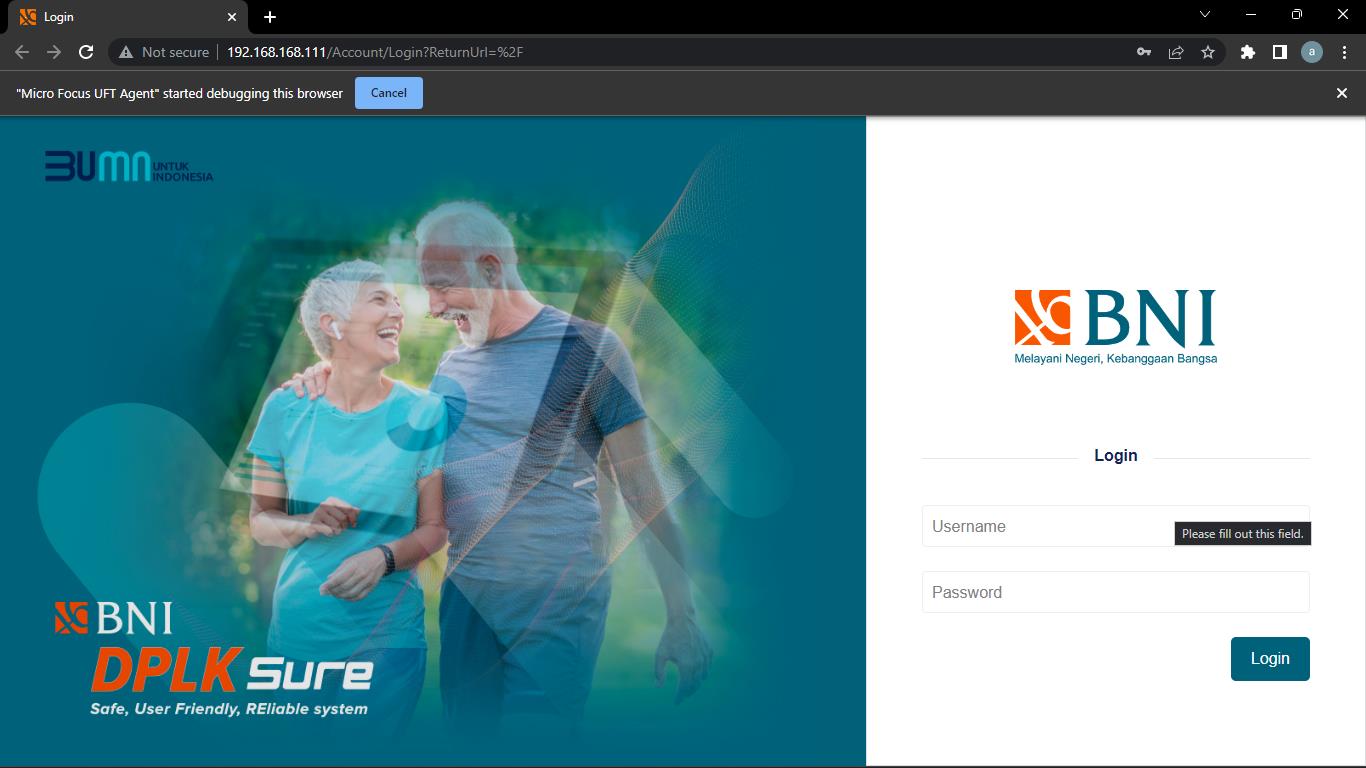 Login
Not secure
192.168.168.111/Account/Login?ReturnUrl=%2F
a
"Micro Focus UFT Agent" started debugging this browser
Cancel
BUMN
UNTUK
INDONESIA
BNI
DPLK Sure
Safe, User Friendly, REliable system
BNI
Melayani Negeri, Kebanggaan Bangsa
Login
Username
Please fill out this field.
Password
Login